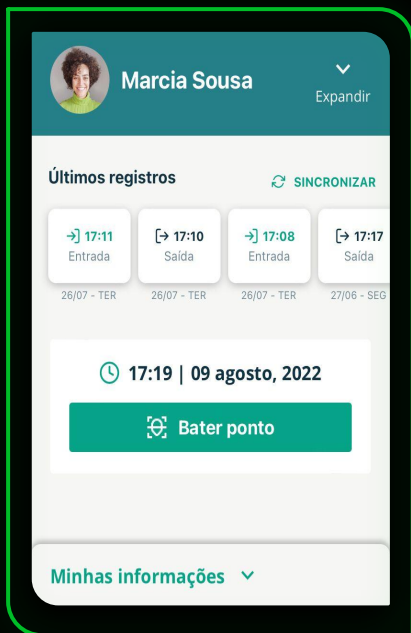 Marcia Sousa
Expandir
Últimos registros
SINCRONIZAR
17:11 17:10 17:08 17:17
Entrada Saída Entrada Saída
26/07 - TER 26/07 - TER 26/07 - TER 27/06 - SEG
17:19 | 09 agosto, 2022
Bater ponto
Minhas informações